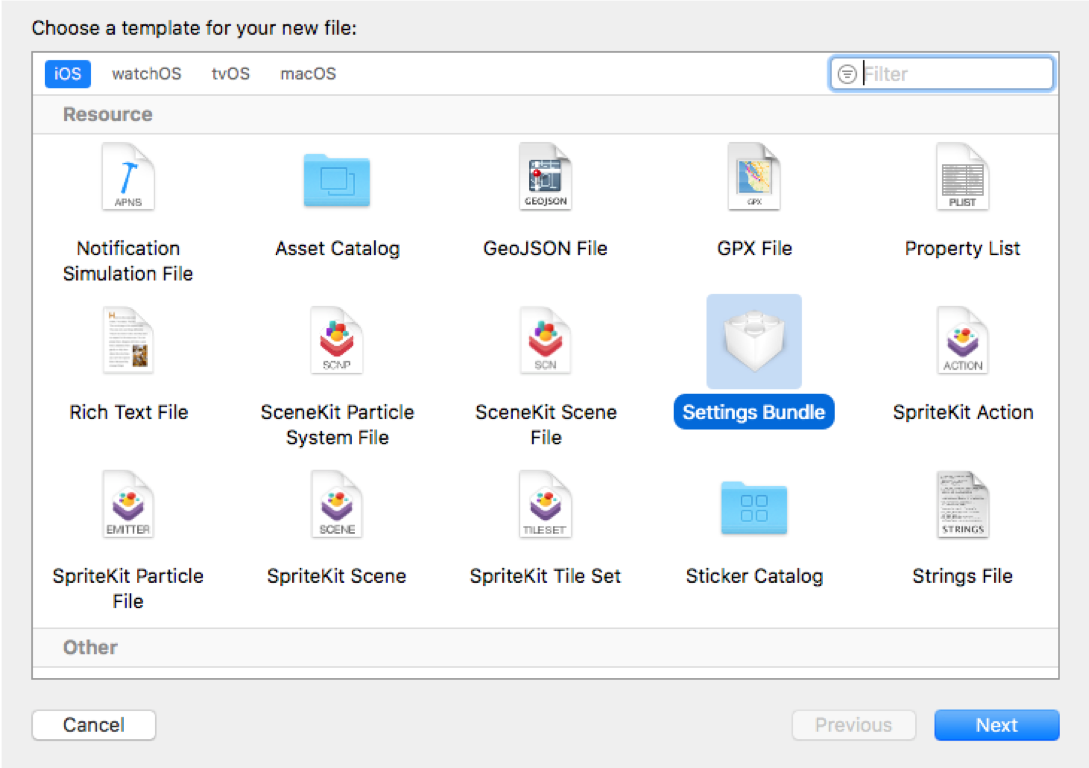 Choose a template for your new file:
iOS watchOS tvOS macOS Filter
Resource
APNS GEOJSON GPX PLIST
Notification Asset Catalog GeoJSON File GPX File Property List
Simulation File
SCNP SCN ACTION
Rich Text File SceneKit Particle SceneKit Scene Settings Bundle SpriteKit Action
System File File
EMITTER SCENE TILESET STRINGS
SpriteKit Particle SpriteKit Scene SpriteKit Tile Set Sticker Catalog Strings File
File
Other
Cancel Previous Next